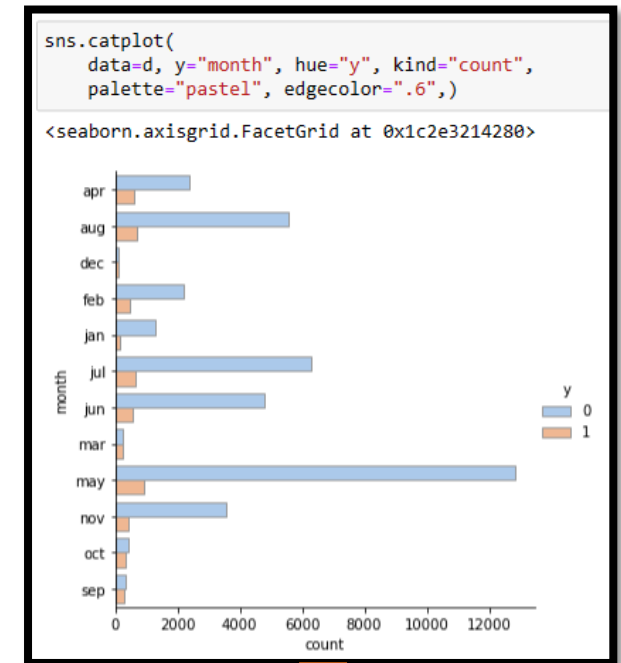 sns.catplot(
    data=d, y="month", hue="y", kind="count",
    palette="pastel", edgecolor=".6",)
<seaborn.axisgrid.FacetGrid at 0x1c2e3214280>
apr
aug
dec
feb
jan
jul
jun
mar
may
nov
oct
sep
month
0 2000 4000 6000 8000 10000 12000
count
y
0
1